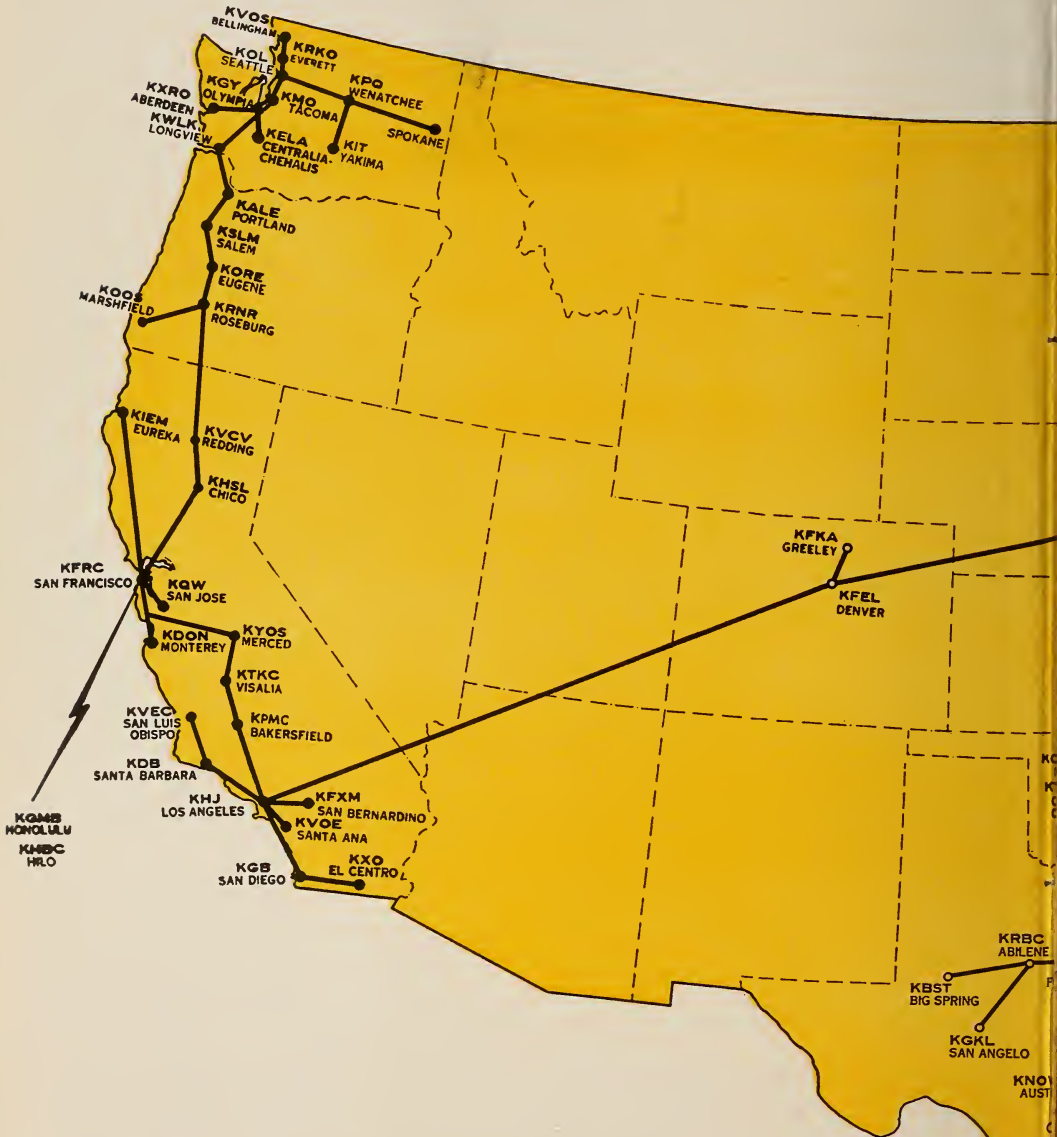 KVOS
BELLINGHAM
KRKO
EVERETT
KOL
SEATTLE
KPQ
WENATCHEE
KGY
OLYMPIA
KXRO
ABERDEEN
KMO
TACOMA
SPOKANE
KWLK
LONGVIEW
KELA
CENTRALIA-
CHEHALIS
KIT
YAKIMA
KALE
PORTLAND
KSLM
SALEM
KORE
EUGENE
KOOS
MARSHFIELD
KRNR
ROSEBURG
KIEM
EUREKA
KVCV
REDDING
KHSL
CHICO
KFKA
GREELEY
KFEL
DENVER
KFRC
SAN FRANCISCO
KQW
SAN JOSE
KDON
MONTEREY
KYOS
MERCED
KTKC
VISALIA
KVEC
SAN LUIS
OBISPO
KPMC
BAKERSFIELD
KDB
SANTA BARBARA
KHJ
LOS ANGELES
KFXM
SAN BERNARDINO
KVOE
SANTA ANA
KGMB
HONOLULU
KHBC
HILO
KGB
SAN DIEGO
KXO
EL CENTRO
KRBC
ABILENE
KBST
BIG SPRING
KGKL
SAN ANGELO
KNO
AUST